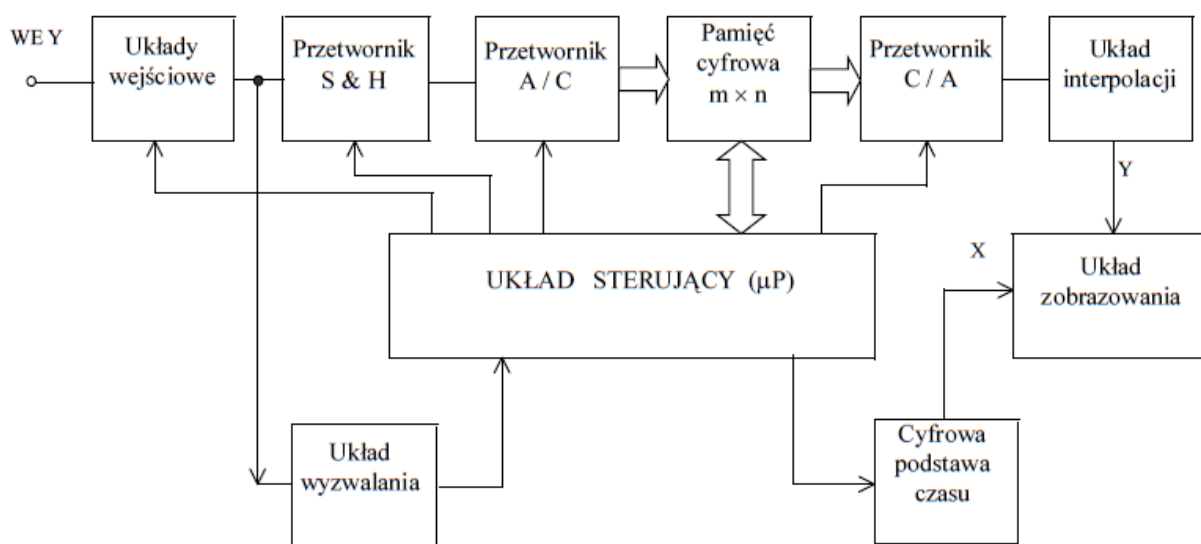 WE Y
Układy
wejściowe
Przetwornik
S & H
Przetwornik
A / C
Pamięć
cyfrowa
m × n
Przetwornik
C / A
Układ
interpolacji
Y
X
UKŁAD STERUJĄCY (µP)
Układ
zobrazowania
Układ
wyzwalania
Cyfrowa
podstawa
czasu